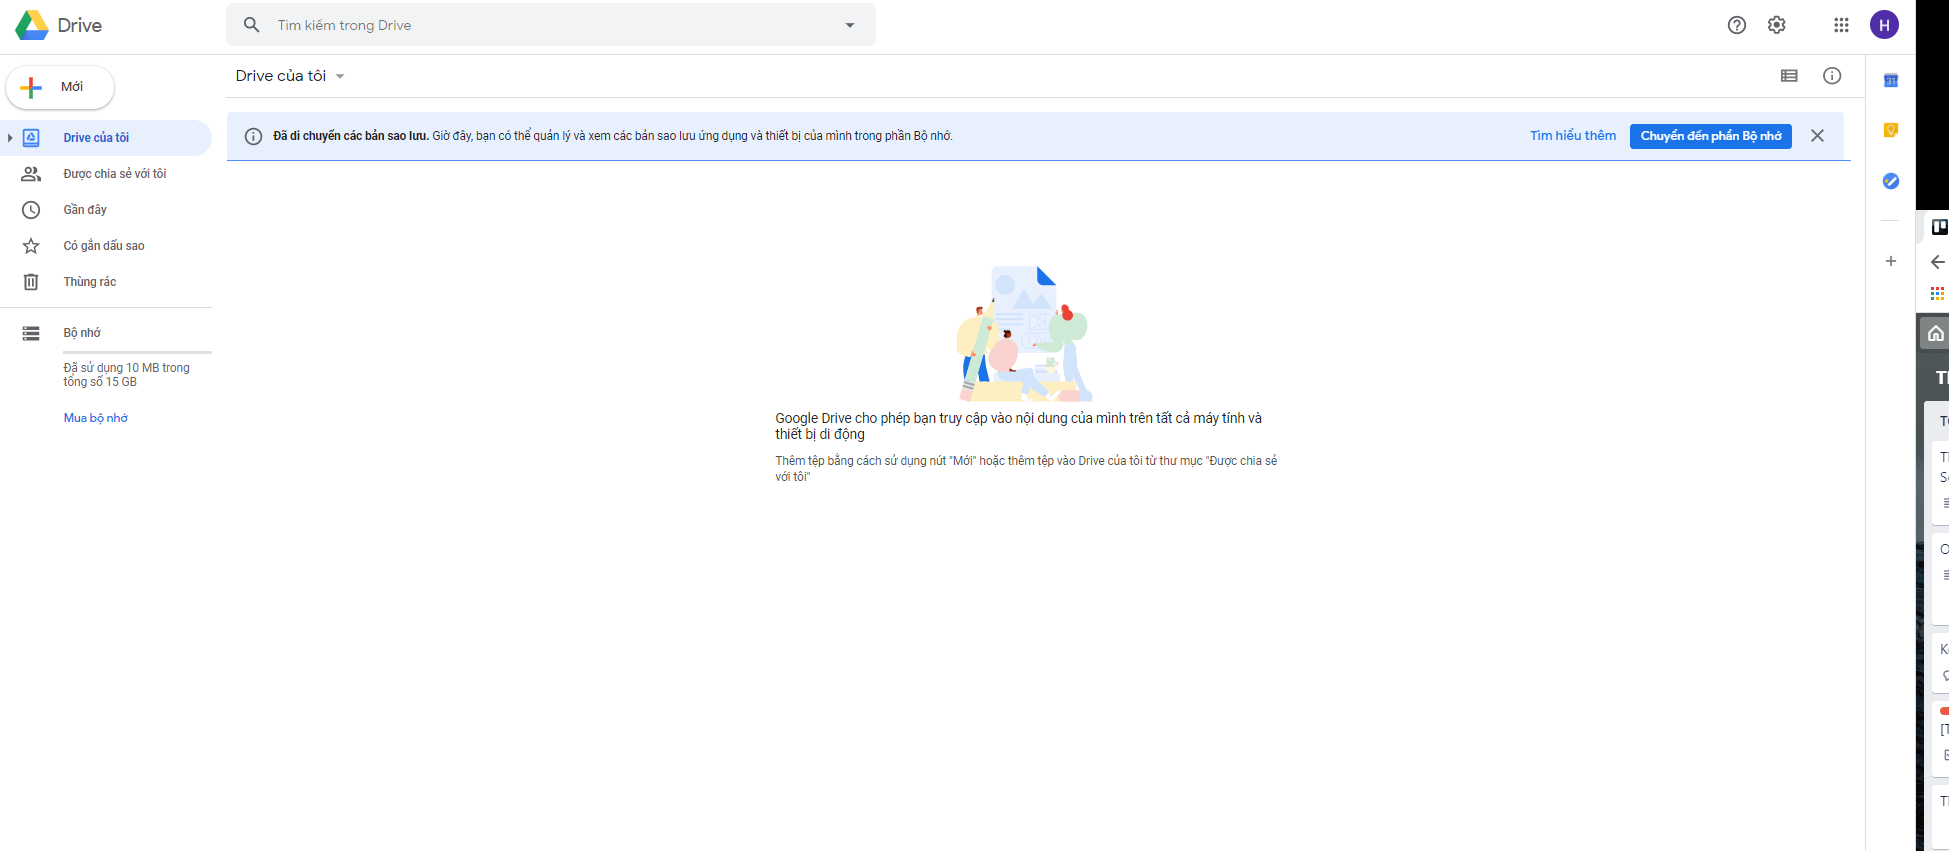 Drive
Tìm kiếm trong Drive
H
Mới
Drive của tôi
31
Đã di chuyển các bản sao lưu. Giờ đây, bạn có thể quản lý và xem các bản sao lưu ứng dụng và thiết bị của mình trong phần Bộ nhớ.
Tìm hiểu thêm
Chuyển đến phần Bộ nhớ
Drive của tôi
Được chia sẻ với tôi
Gần đây
Có gắn dấu sao
Thùng rác
Bộ nhớ
Đã sử dụng 10 MB trong
tổng số 15 GB
Mua bộ nhớ
Google Drive cho phép bạn truy cập vào nội dung của mình trên tất cả máy tính và
thiết bị di động
Thêm tệp bằng cách sử dụng nút "Mới" hoặc thêm tệp vào Drive của tôi từ thư mục "Được chia sẻ
với tôi"